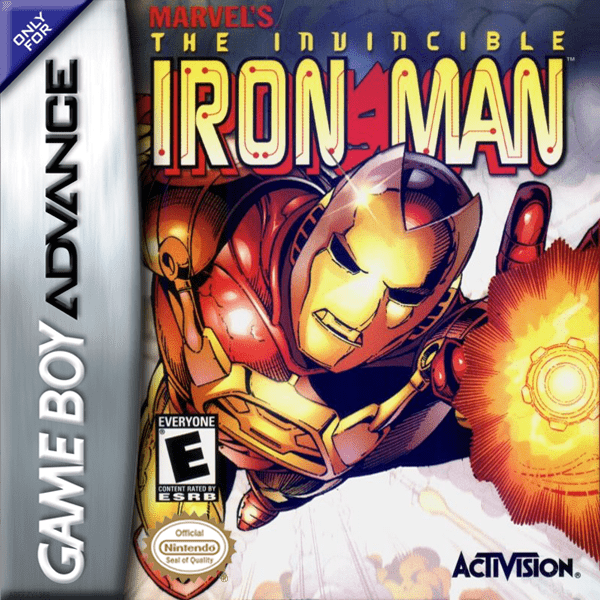 ONLY
FOR
GAME BOY ADVANCE
MARVEL'S
THE INVINCIBLE
IRON MAN™
EVERYONE
E
®
CONTENT RATED BY
ESRB
Official
Nintendo
Seal of Quality
®
ACTIVISION®